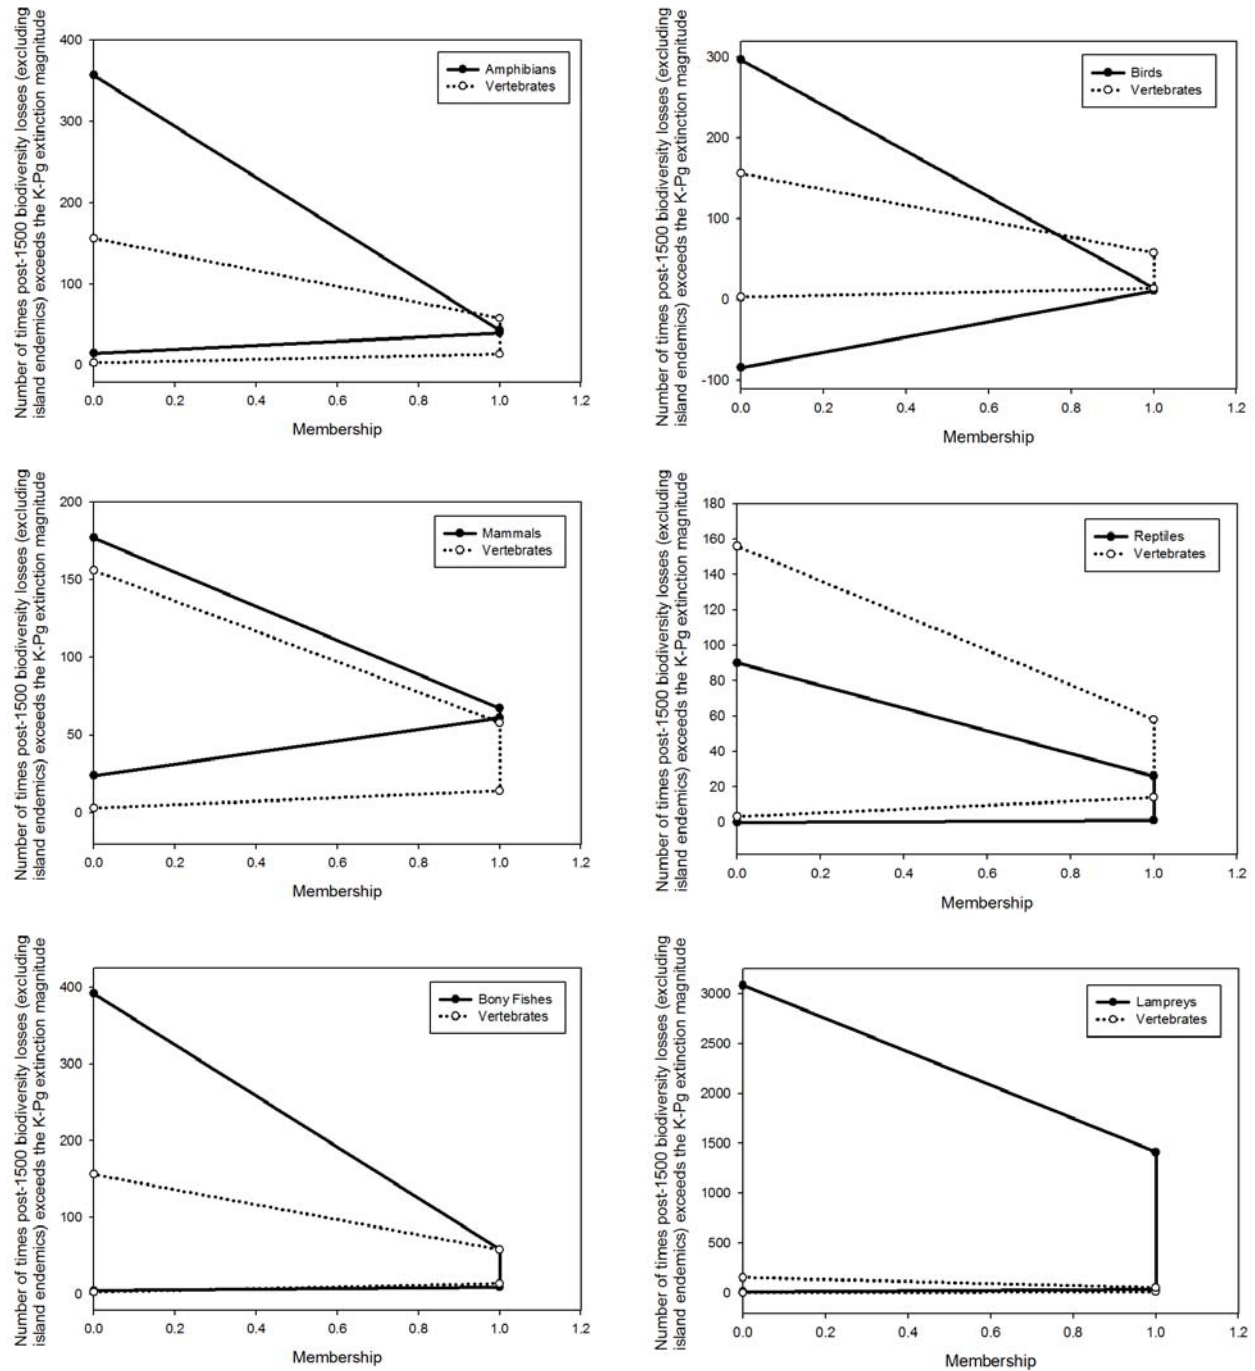 Number of times post-1500 biodiversity losses (excluding
island endemics) exceeds the K-Pg extinction magnitude
400
300
200
100
0
Amphibians
Vertebrates
0.0 0.2 0.4 0.6 0.8 1.0 1.2
Membership
Number of times post-1500 biodiversity losses (excluding
island endemics) exceeds the K-Pg extinction magnitude
300
200
100
0
-100
Birds
Vertebrates
0.0 0.2 0.4 0.6 0.8 1.0 1.2
Membership
Number of times post-1500 biodiversity losses (excluding
island endemics) exceeds the K-Pg extinction magnitude
200
150
100
50
0
Mammals
Vertebrates
0.0 0.2 0.4 0.6 0.8 1.0 1.2
Membership
Number of times post-1500 biodiversity losses (excluding
island endemics) exceeds the K-Pg extinction magnitude
180
160
140
120
100
80
60
40
20
0
Reptiles
Vertebrates
0.0 0.2 0.4 0.6 0.8 1.0 1.2
Membership
Number of times post-1500 biodiversity losses (excluding
island endemics) exceeds the K-Pg extinction magnitude
400
300
200
100
0
Bony Fishes
Vertebrates
0.0 0.2 0.4 0.6 0.8 1.0 1.2
Membership
Number of times post-1500 biodiversity losses (excluding
island endemics) exceeds the K-Pg extinction magnitude
3000
2500
2000
1500
1000
500
0
Lampreys
Vertebrates
0.0 0.2 0.4 0.6 0.8 1.0 1.2
Membership